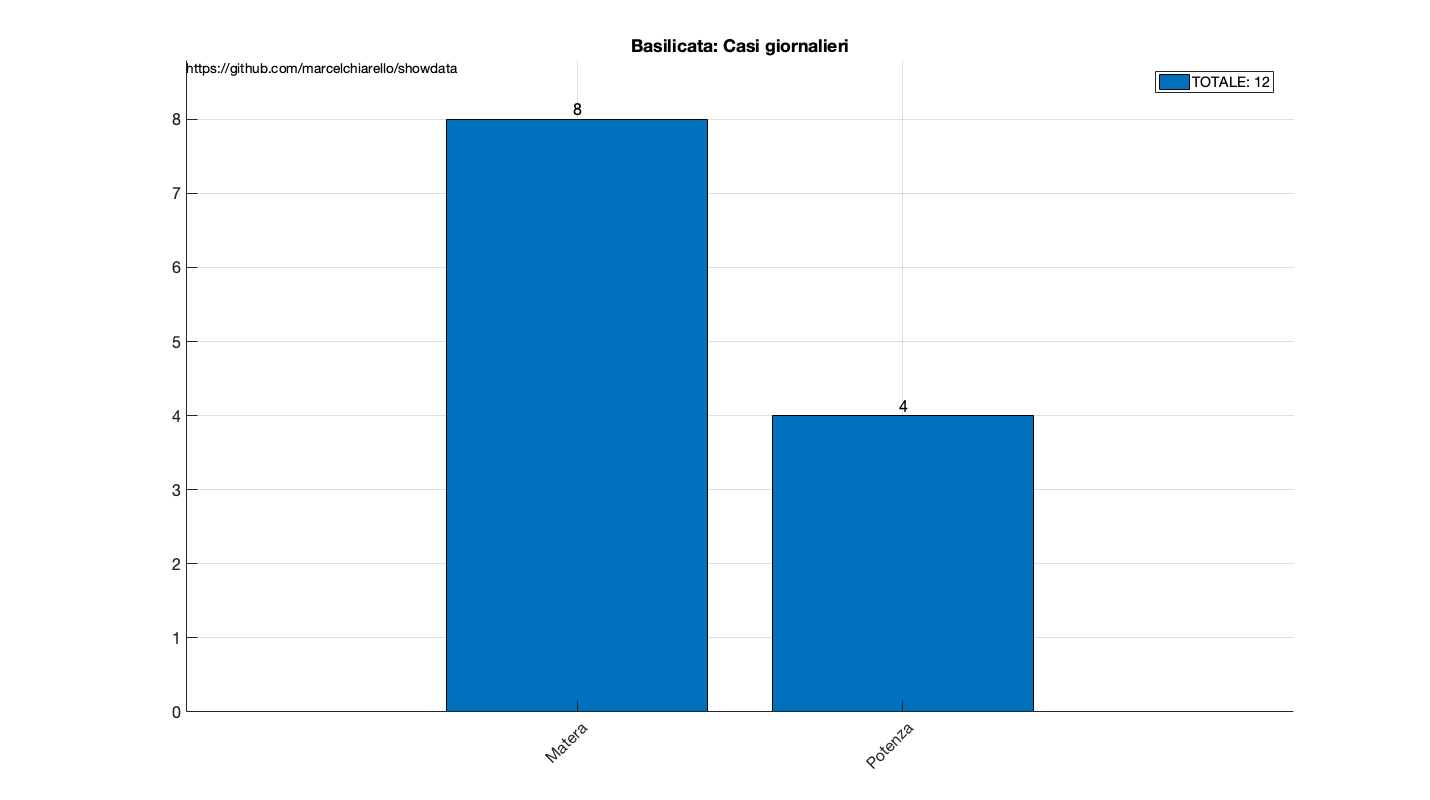 Basilicata: Casi giornalieri
https://github.com/marcelchiarello/showdata
TOTALE: 12
8
4
8
7
6
5
4
3
2
1
0
Matera
Potenza